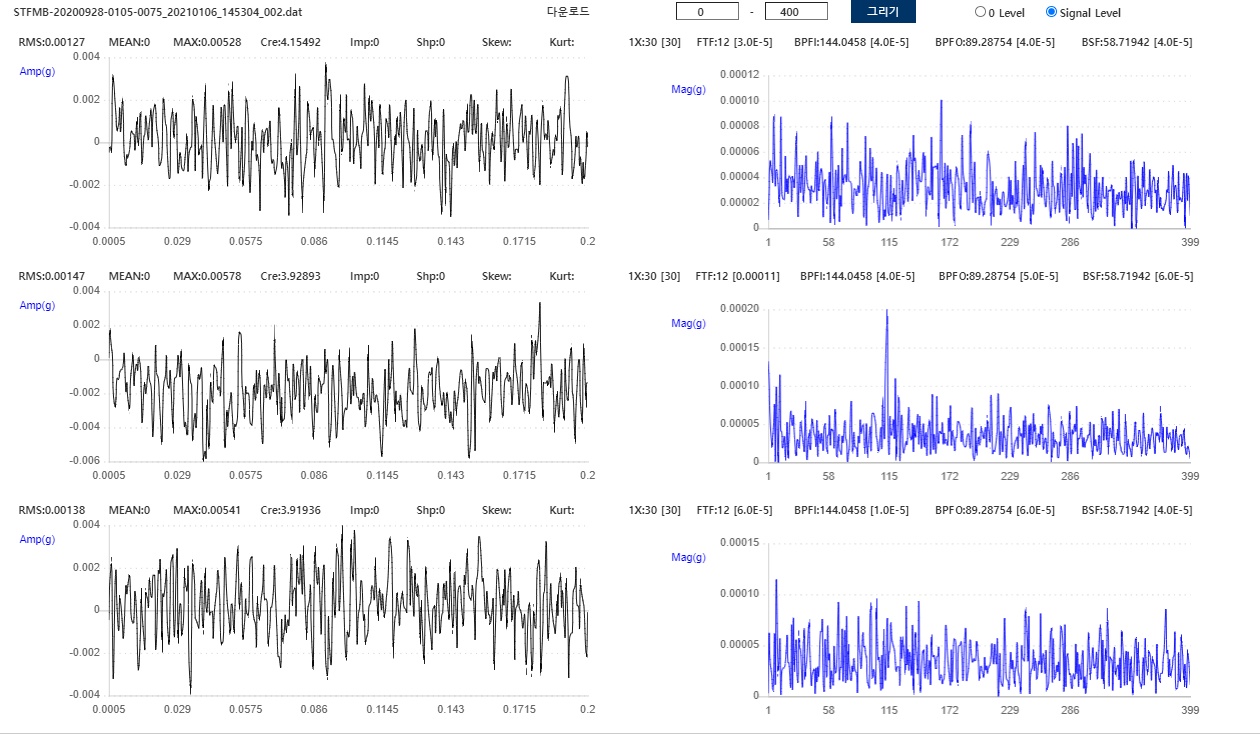 STFMB-20200928-0105-0075_20210106_145304_002.dat 다운로드 0 - 400 그리기 0 Level Signal Level
RMS:0.00127 MEAN:0 MAX:0.00528 Cre:4.15492 Imp:0 Shp:0 Skew: Kurt:
Amp(g)
0.004
0.002
0
-0.002
-0.004
0.0005 0.029 0.0575 0.086 0.1145 0.143 0.1715 0.2
1X:30 [30] FTF:12 [3.0E-5] BPFI:144.0458 [4.0E-5] BPFO:89.28754 [4.0E-5] BSF:58.71942 [4.0E-5]
Mag(g)
0.00012
0.00010
0.00008
0.00006
0.00004
0.00002
0
1 58 115 172 229 286 399
RMS:0.00147 MEAN:0 MAX:0.00578 Cre:3.92893 Imp:0 Shp:0 Skew: Kurt:
Amp(g)
0.004
0.002
0
-0.002
-0.004
-0.006
0.0005 0.029 0.0575 0.086 0.1145 0.143 0.1715 0.2
1X:30 [30] FTF:12 [0.00011] BPFI:144.0458 [4.0E-5] BPFO:89.28754 [5.0E-5] BSF:58.71942 [6.0E-5]
Mag(g)
0.00020
0.00015
0.00010
0.00005
0
1 58 115 172 229 286 399
RMS:0.00138 MEAN:0 MAX:0.00541 Cre:3.91936 Imp:0 Shp:0 Skew: Kurt:
Amp(g)
0.004
0.002
0
-0.002
-0.004
0.0005 0.029 0.0575 0.086 0.1145 0.143 0.1715 0.2
1X:30 [30] FTF:12 [6.0E-5] BPFI:144.0458 [1.0E-5] BPFO:89.28754 [6.0E-5] BSF:58.71942 [4.0E-5]
Mag(g)
0.00015
0.00010
0.00005
0
1 58 115 172 229 286 399